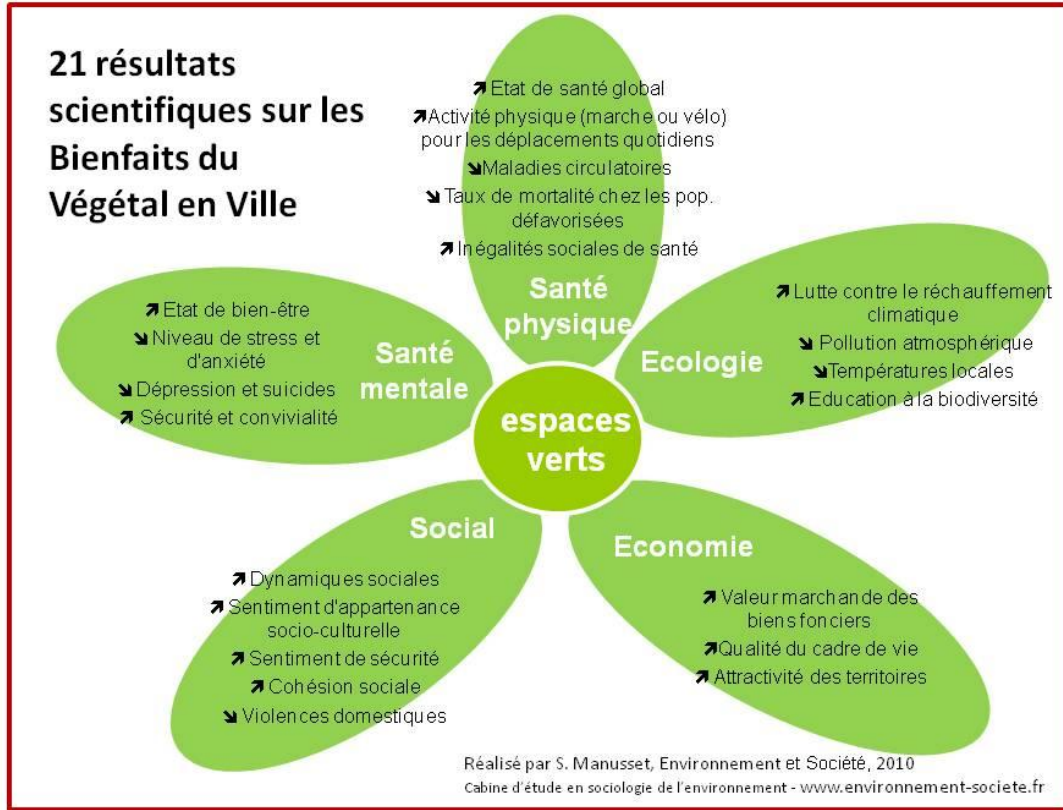 21 résultats
scientifiques sur les
Bienfaits du
Végétal en Ville
↗ Etat de santé global
↗Activité physique (marche ou vélo)
pour les déplacements quotidiens
↘Maladies circulatoires
↘ Taux de mortalité chez les pop.
défavorisées
↗ Inégalités sociales de santé
Santé
physique
↗ Lutte contre le réchauffement
climatique
↘ Pollution atmosphérique
↘Températures locales
↗ Education à la biodiversité
Ecologie
↗ Etat de bien-être
↘ Niveau de stress et
d'anxiété
↘ Dépression et suicides
↗ Sécurité et convivialité
Santé
mentale
espaces
verts
Social
↗ Dynamiques sociales
↗ Sentiment d'appartenance
socio-culturelle
↗ Sentiment de sécurité
↗ Cohésion sociale
↘ Violences domestiques
Economie
↗ Valeur marchande des
biens fonciers
↗Qualité du cadre de vie
↗ Attractivité des territoires
Réalisé par S. Manusset, Environnement et Société, 2010
Cabine d'étude en sociologie de l'environnement - www.environnement-societe.fr